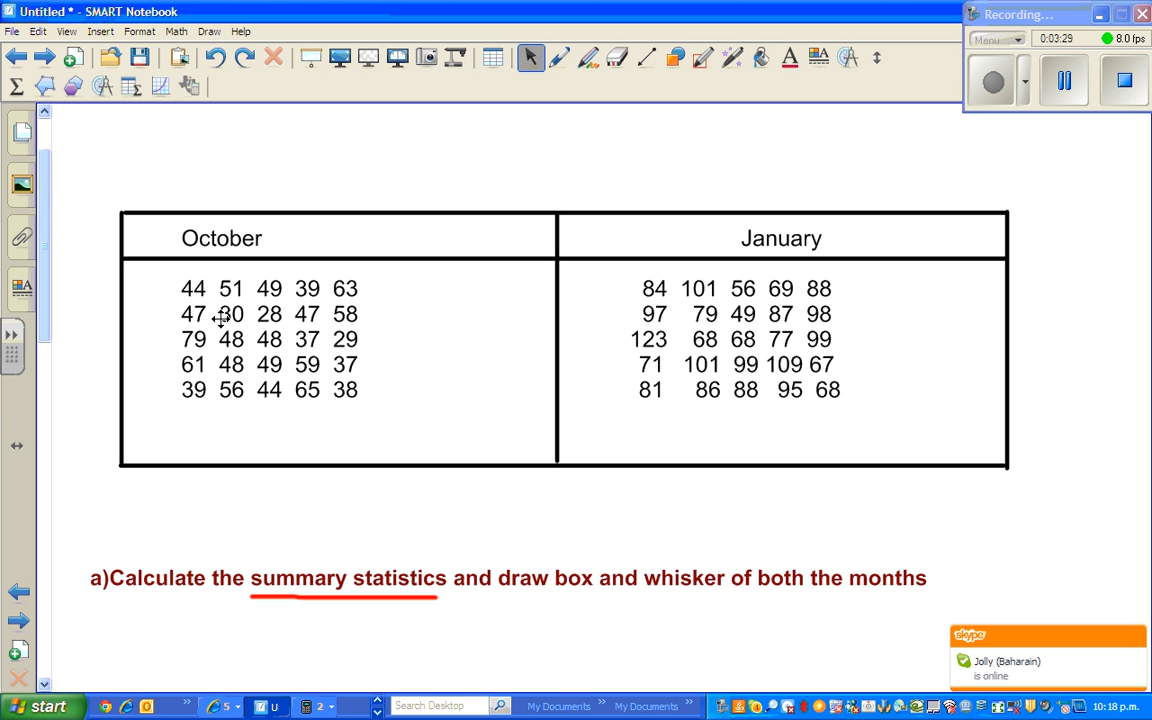 Untitled * - SMART Notebook
File Edit View Insert Format Math Draw Help
Recording...
Menu
0:03:29
8.0 fps
October
January
44 51 49 39 63
84 101 56 69 88
47 30 28 47 58
97 79 49 87 98
79 48 48 37 29
123 68 68 77 99
61 48 49 59 37
71 101 99 109 67
39 56 44 65 38
81 86 88 95 68
a)Calculate the summary statistics and draw box and whisker of both the months
skype
Jolly (Baharain)
is online
start
5
U
2
Search Desktop
My Documents
My Documents
10:18 p.m.